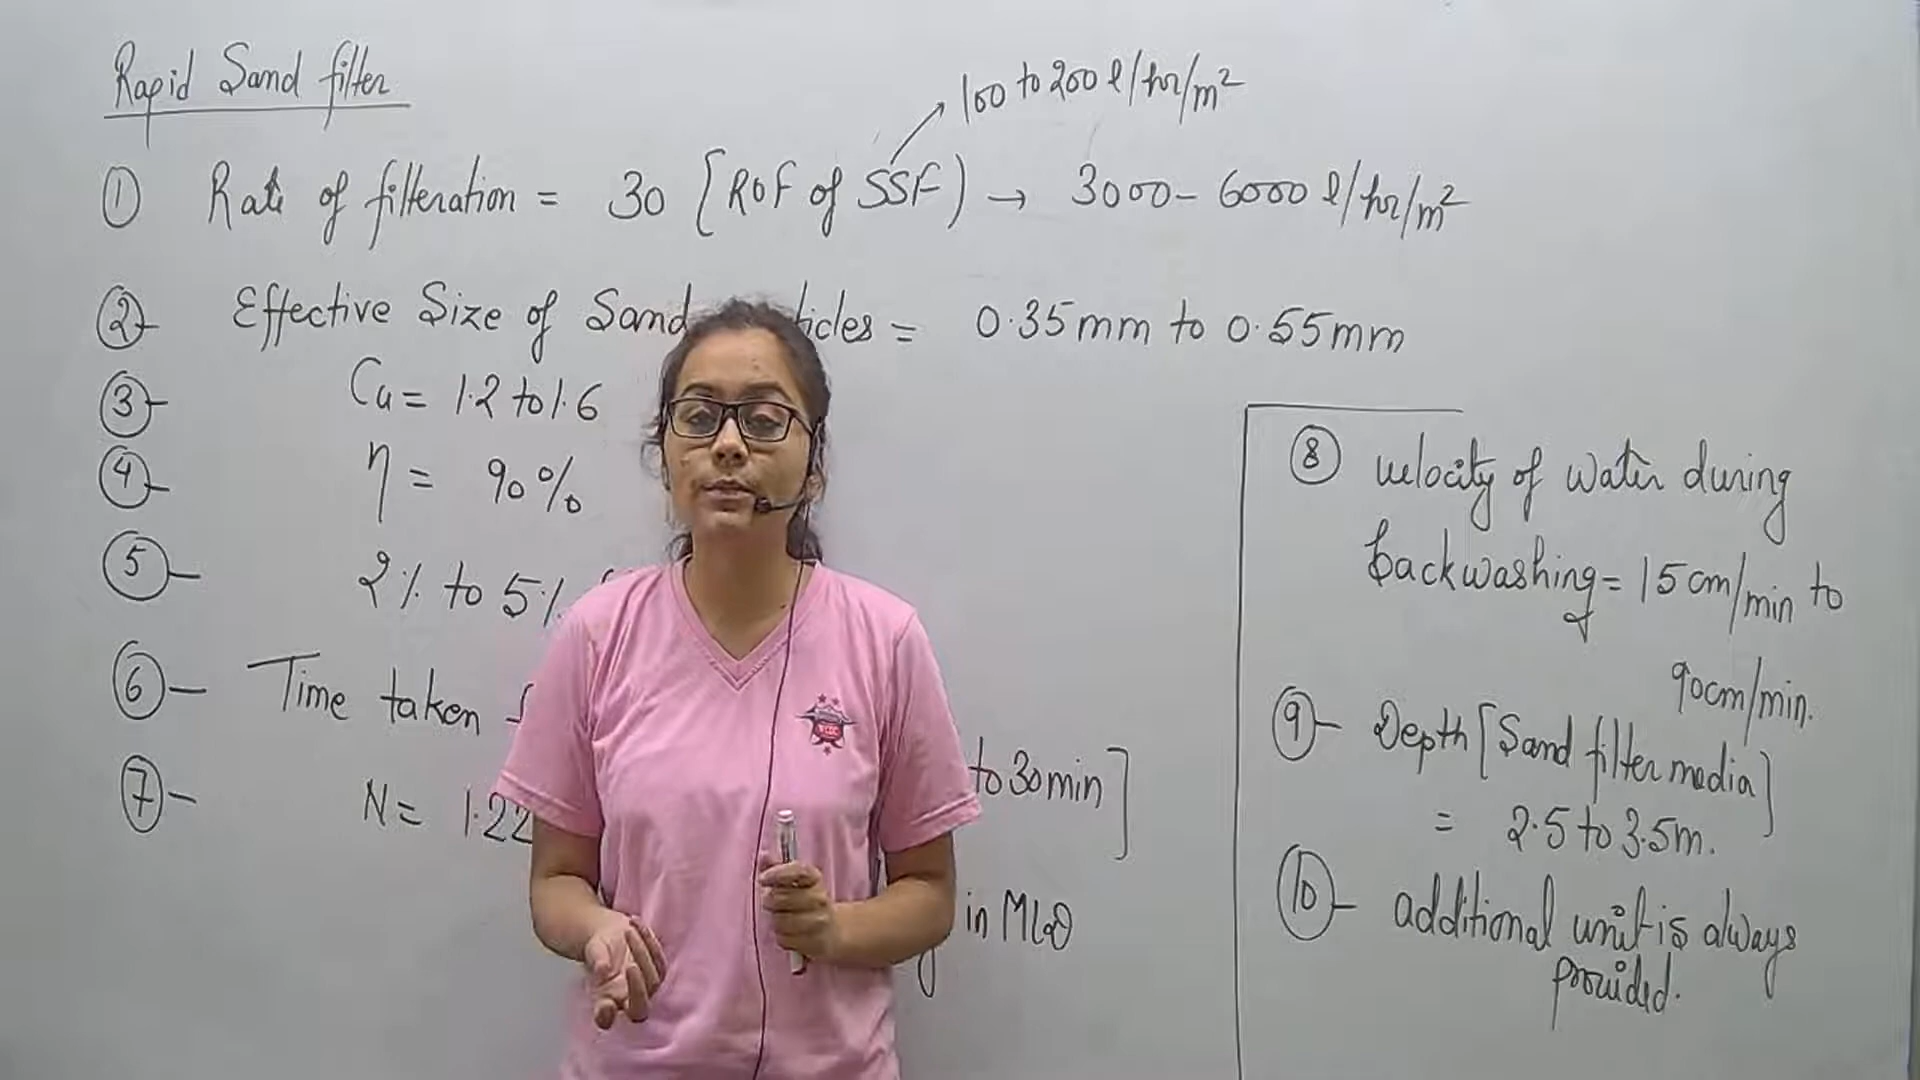 Rapid Sand filter
100 to 200 l/hr/m²
① Rate of filteration = 30 [ROF of SSF) → 3000 - 6000 l/hr/m²
② Effective Size of Sand = 0.35mm to 0.55mm
③ Cu = 1.2 to 1.6
④ η = 90%
⑤ 2% to 5%
⑥ Time taken
to 30min]
⑦ N = 1.22
in MLD
⑧ velocity of water during
backwashing = 15 cm/min to
90cm/min.
⑨ Depth [Sand filter media]
= 2.5 to 3.5m.
⑩ additional unit is always
provided.